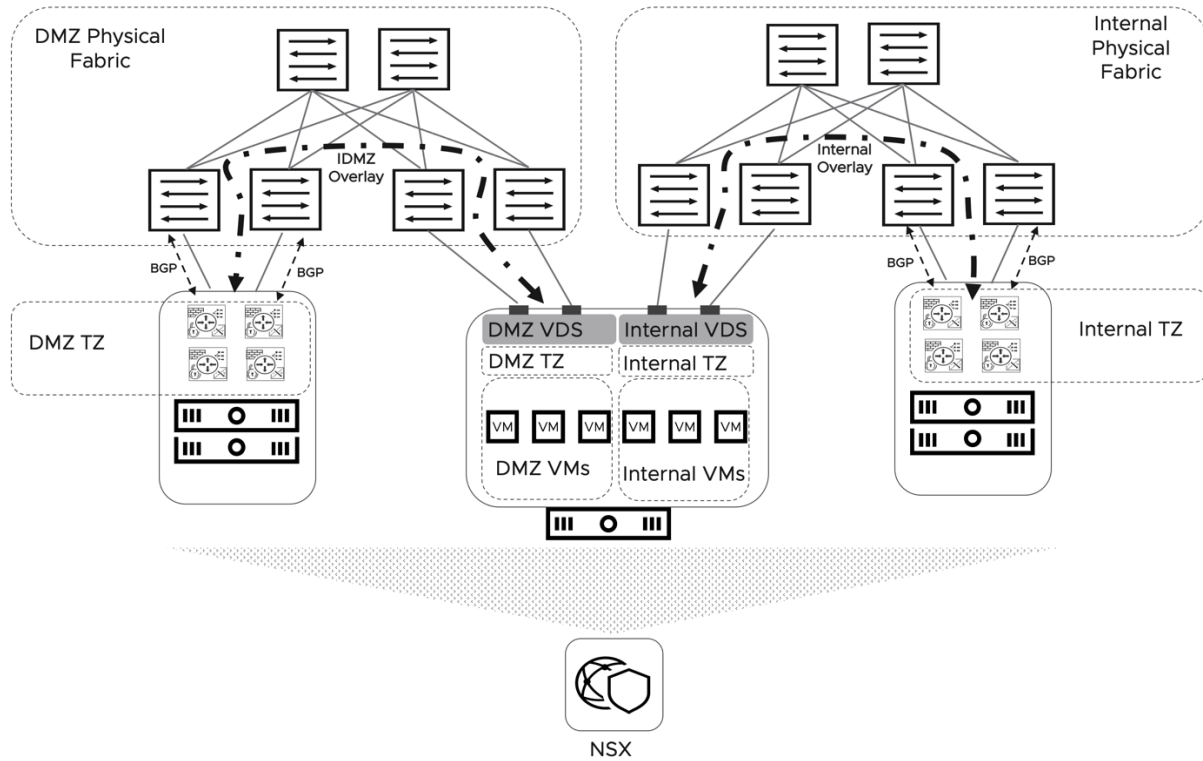 DMZ Physical
Fabric
Internal
Physical
Fabric
IDMZ
Overlay
Internal
Overlay
BGP
BGP
BGP
BGP
DMZ TZ
DMZ VDS
Internal VDS
DMZ TZ
Internal TZ
Internal TZ
VM
VM
VM
VM
VM
VM
DMZ VMs
Internal VMs
NSX